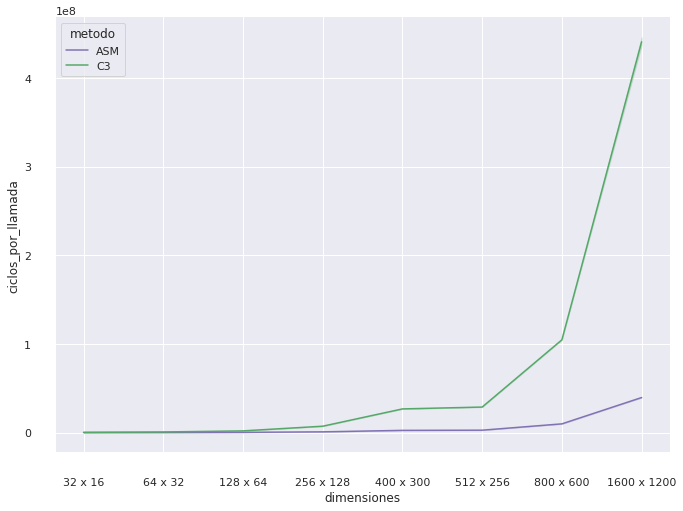 1e8
metodo
ASM
C3
4
3
2
1
0
ciclos_por_llamada
32 x 16 64 x 32 128 x 64 256 x 128 400 x 300 512 x 256 800 x 600 1600 x 1200
dimensiones